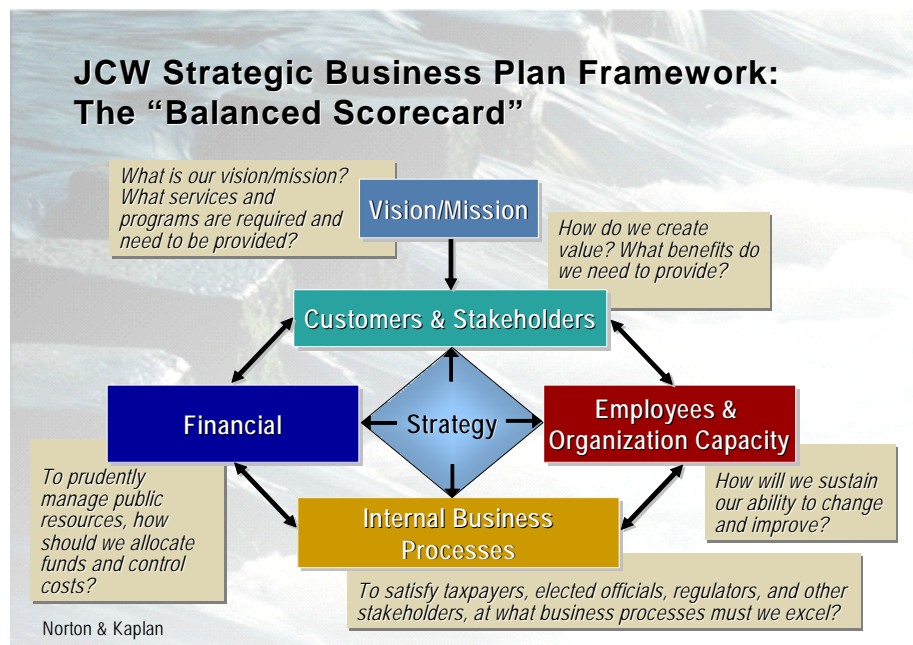 JCW Strategic Business Plan Framework:
The “Balanced Scorecard”
What is our vision/mission?
What services and
programs are required and
need to be provided?
Vision/Mission
How do we create
value? What benefits do
we need to provide?
Customers & Stakeholders
Financial
Strategy
Employees &
Organization Capacity
To prudently
manage public
resources, how
should we allocate
funds and control
costs?
How will we sustain
our ability to change
and improve?
Internal Business
Processes
To satisfy taxpayers, elected officials, regulators, and other
stakeholders, at what business processes must we excel?
Norton & Kaplan